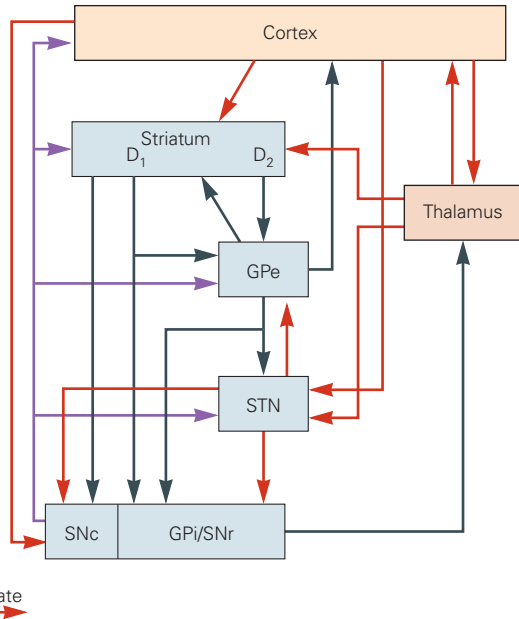 Cortex
Striatum
D1 D2
Thalamus
GPe
STN
SNc GPi/SNr
ate